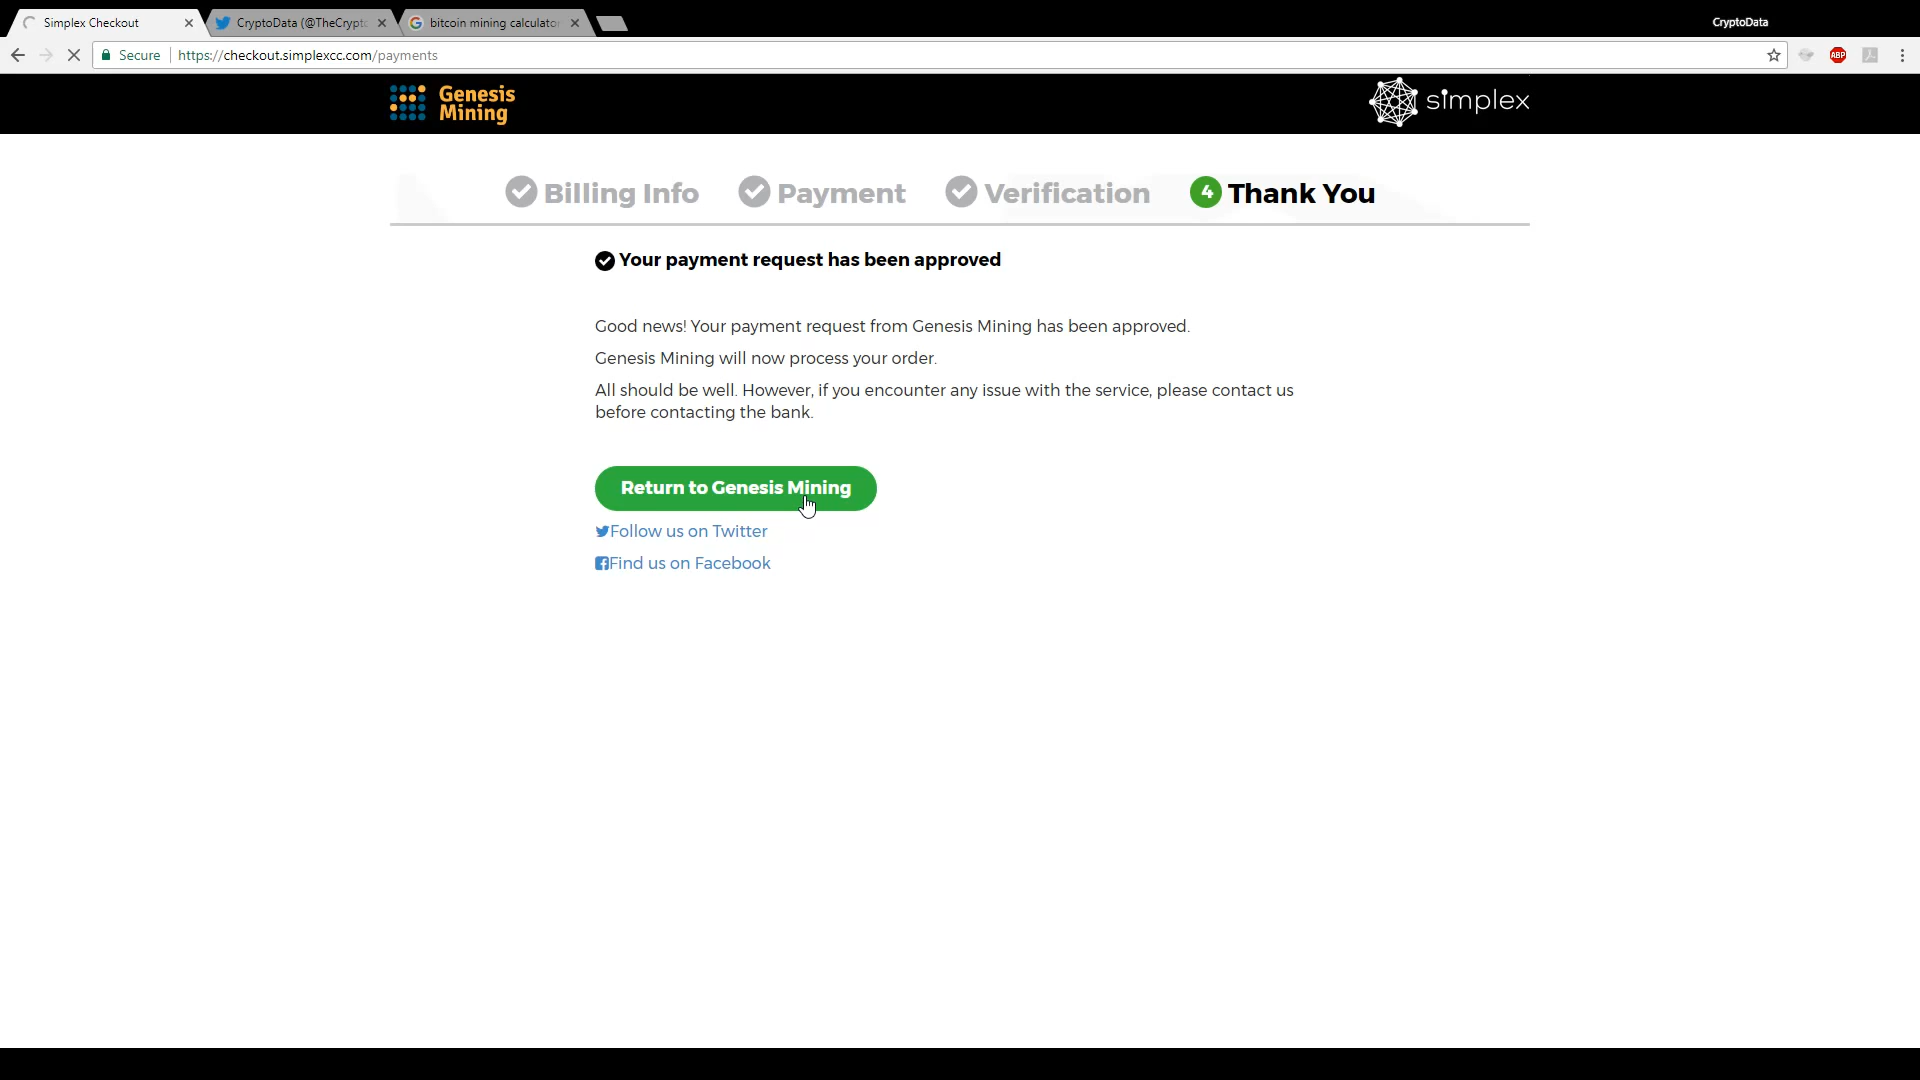 Simplex Checkout
CryptoData (@TheCrypto
bitcoin mining calculator
CryptoData
Secure
https://checkout.simplexcc.com/payments
ABP
Genesis
Mining
simplex
Billing Info
Payment
Verification
4 Thank You
Your payment request has been approved
Good news! Your payment request from Genesis Mining has been approved.
Genesis Mining will now process your order.
All should be well. However, if you encounter any issue with the service, please contact us
before contacting the bank.
Return to Genesis Mining
Follow us on Twitter
Find us on Facebook